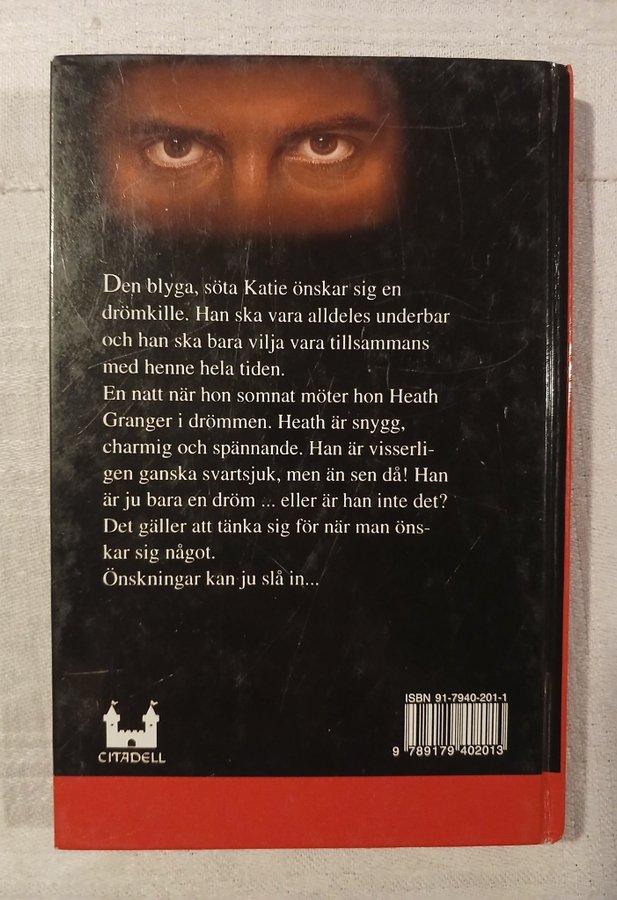 Den blyga, söta Katie önskar sig en
drömkille. Han ska vara alldeles underbar
och han ska bara vilja vara tillsammans
med henne hela tiden.
En natt när hon somnat möter hon Heath
Granger i drömmen. Heath är snygg,
charmig och spännande. Han är visserli-
gen ganska svartsjuk, men än sen då! Han
är ju bara en dröm ... eller är han inte det?
Det gäller att tänka sig för när man öns-
kar sig något.
Önskningar kan ju slå in...
ISBN 91-7940-201-1
9 789179 402013
CITADELL